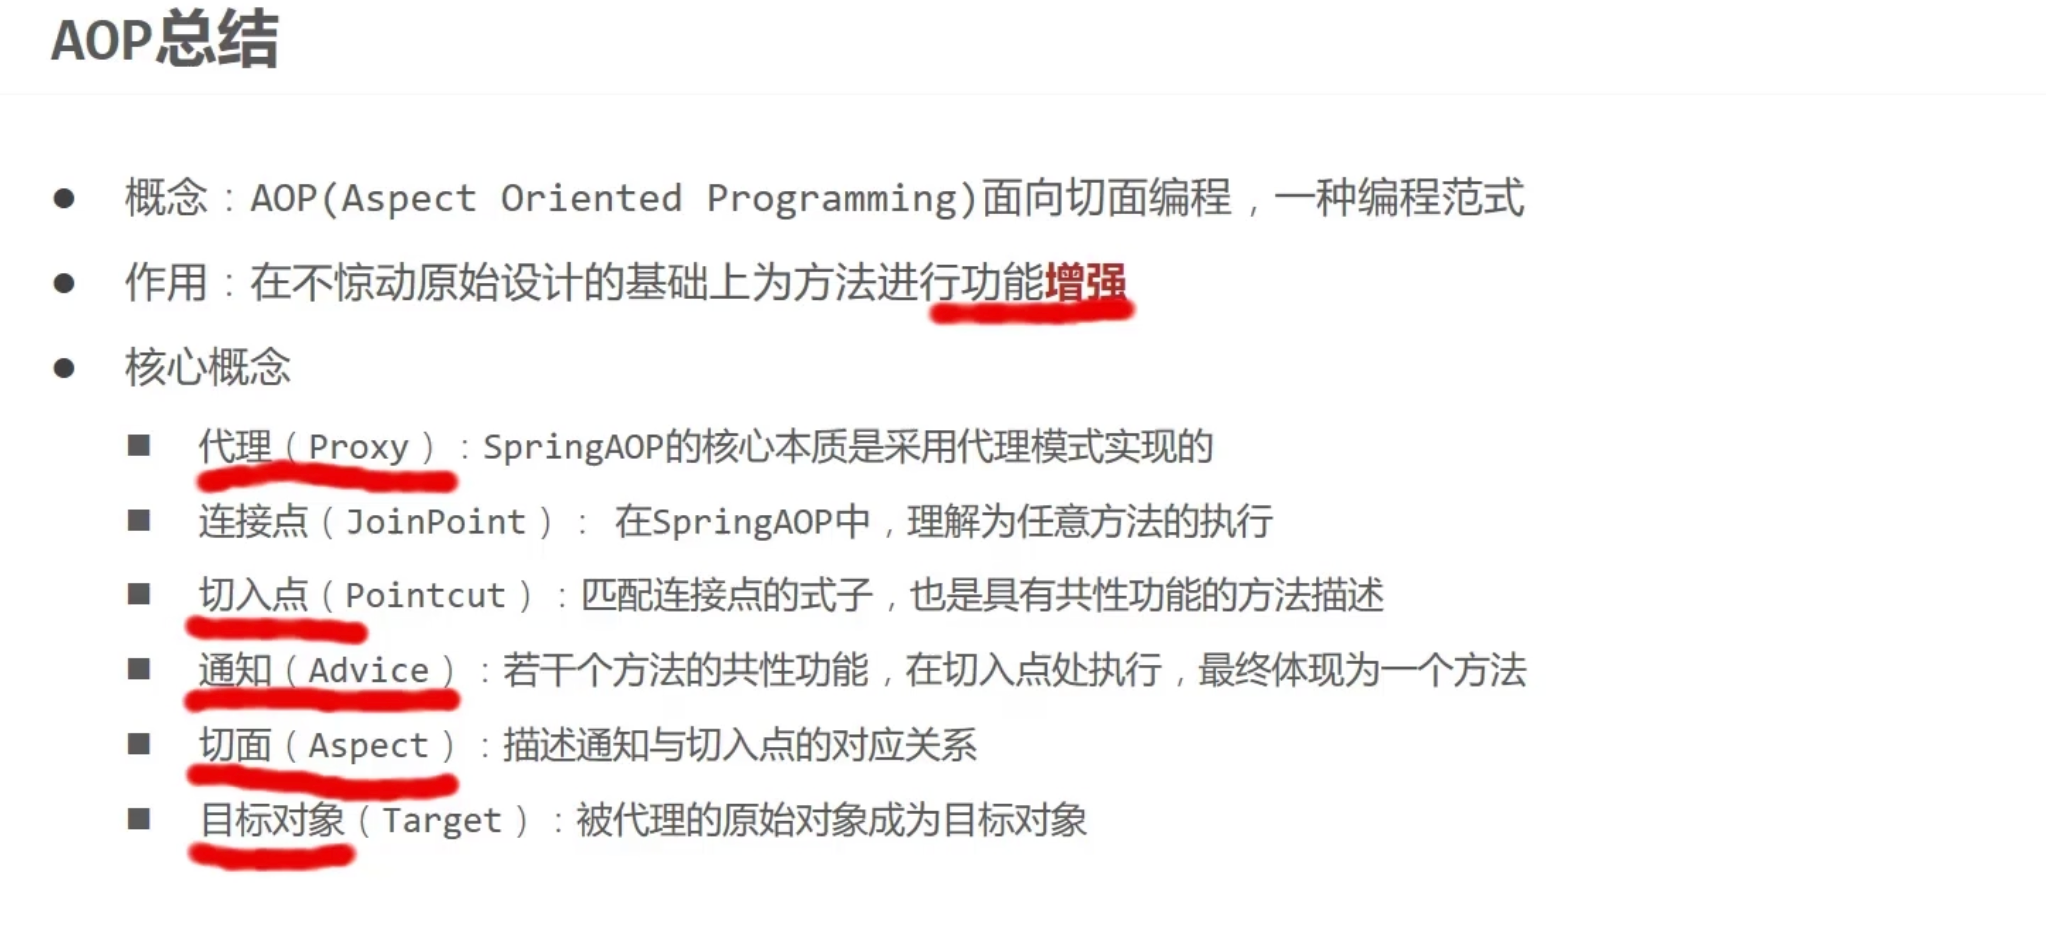 AOP总结
● 概念：AOP(Aspect Oriented Programming)面向切面编程，一种编程范式
● 作用：在不惊动原始设计的基础上为方法进行功能增强
● 核心概念
■ 代理（Proxy）：SpringAOP的核心本质是采用代理模式实现的
■ 连接点（JoinPoint）： 在SpringAOP中，理解为任意方法的执行
■ 切入点（Pointcut）：匹配连接点的式子，也是具有共性功能的方法描述
■ 通知（Advice）：若干个方法的共性功能，在切入点处执行，最终体现为一个方法
■ 切面（Aspect）：描述通知与切入点的对应关系
■ 目标对象（Target）：被代理的原始对象成为目标对象